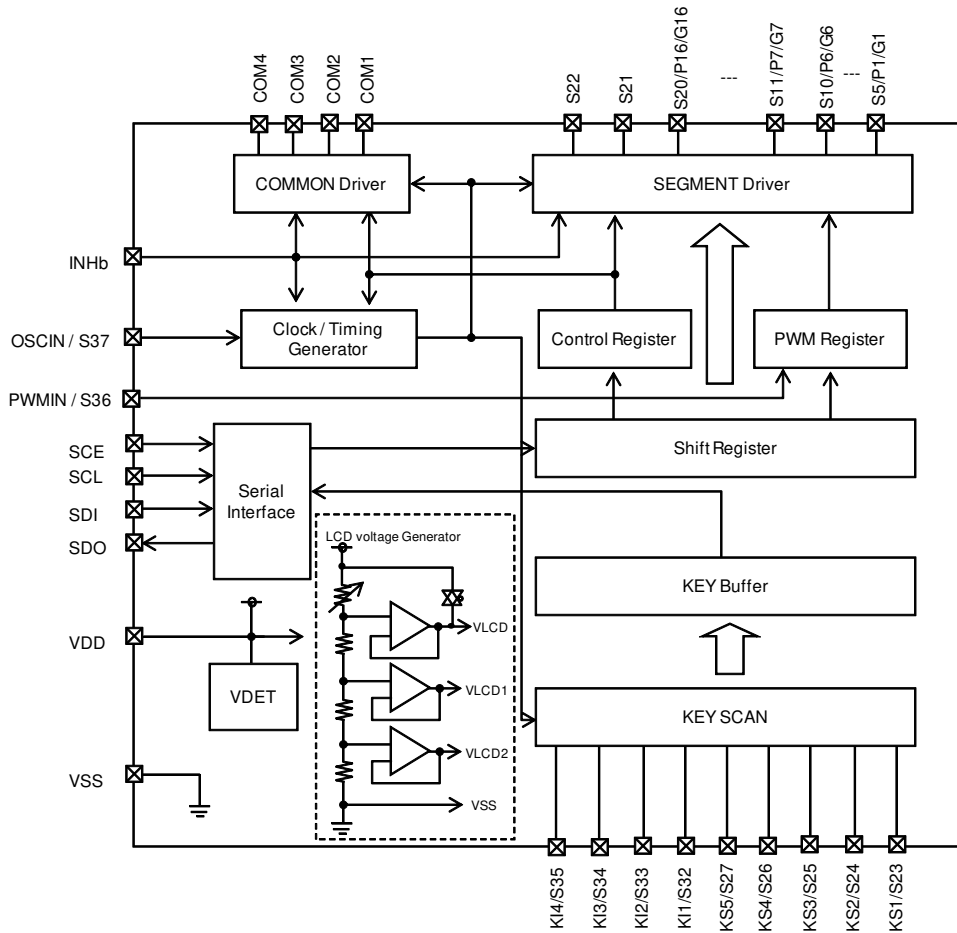 COM4
COM3
COM2
COM1
S22
S21
S20/P16/G16
---
S11/P7/G7
S10/P6/G6
---
S5/P1/G1
COMMON Driver
SEGMENT Driver
INHb
OSCIN / S37
Clock / Timing
Generator
Control Register
PWM Register
PWMIN / S36
SCE
SCL
SDI
SDO
Serial
Interface
Shift Register
LCD voltage Generator
KEY Buffer
VLCD
VDD
VDET
VLCD1
KEY SCAN
VLCD2
VSS
VSS
KI4/S35
KI3/S34
KI2/S33
KI1/S32
KS5/S27
KS4/S26
KS3/S25
KS2/S24
KS1/S23